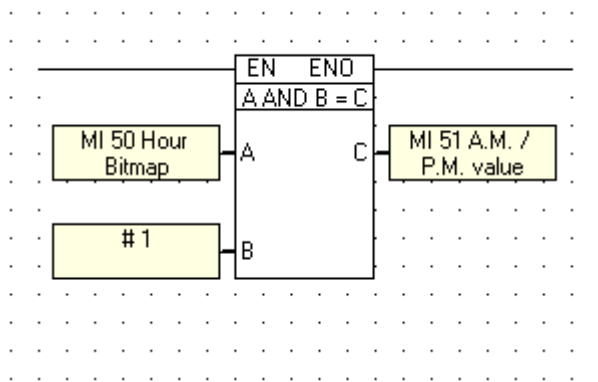 EN ENO
A AND B = C
MI 50 Hour
Bitmap
A
C
MI 51 A.M. /
P.M. value
# 1
B